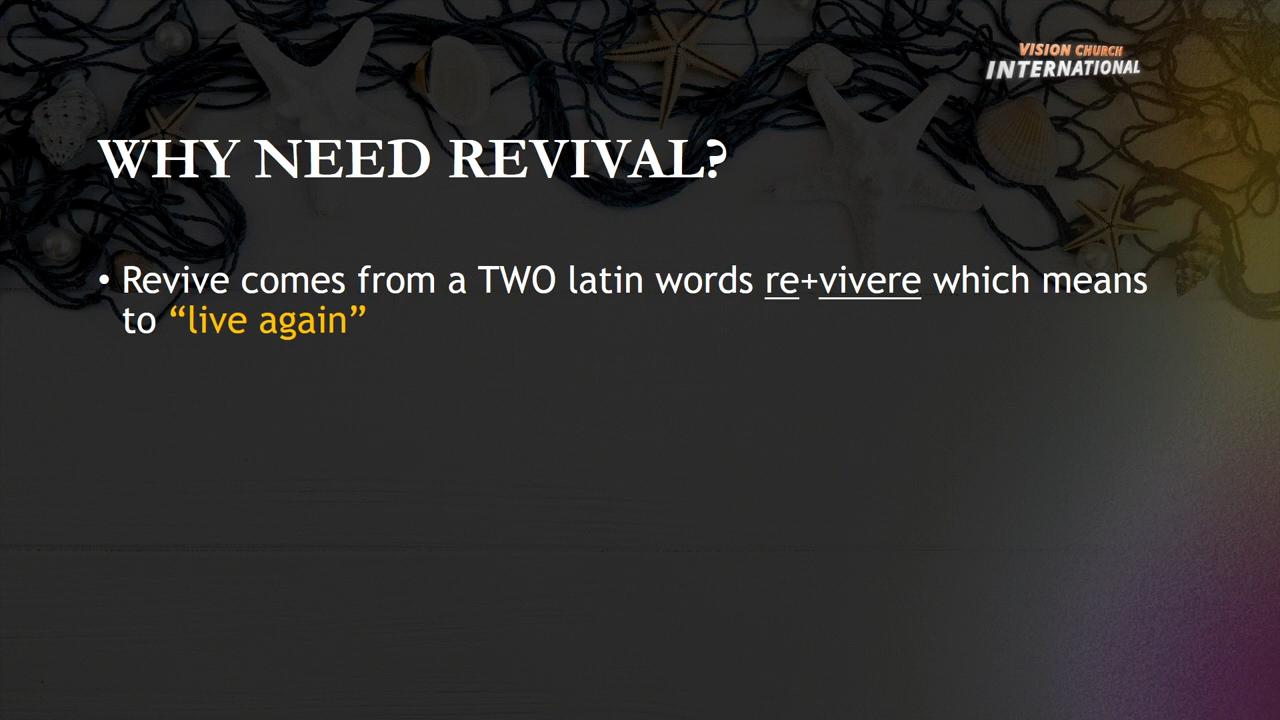 VISION CHURCH
INTERNATIONAL
WHY NEED REVIVAL?
• Revive comes from a TWO latin words re+vivere which means
to “live again”